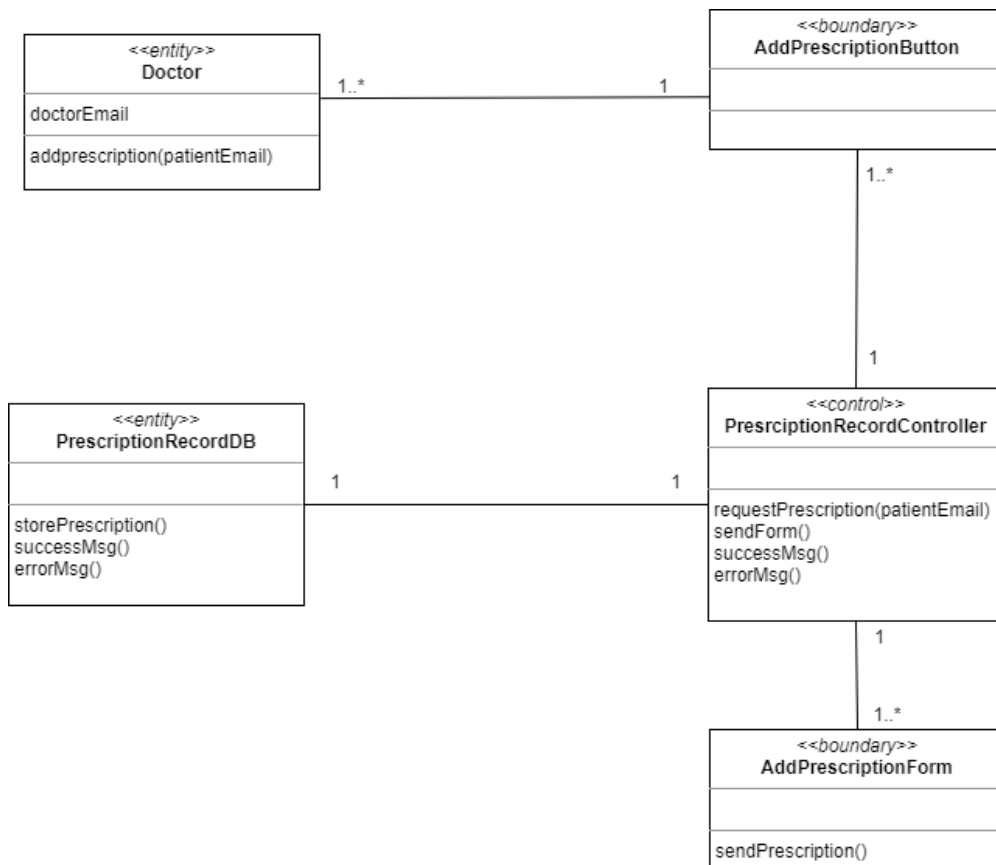 <<entity>>
Doctor
doctorEmail
addprescription(patientEmail)
1..*
1
<<boundary>>
AddPrescriptionButton
1..*
1
<<entity>>
PrescriptionRecordDB
storePrescription()
successMsg()
errorMsg()
1
1
<<control>>
PresrciptionRecordController
requestPrescription(patientEmail)
sendForm()
successMsg()
errorMsg()
1
1..*
<<boundary>>
AddPrescriptionForm
sendPrescription()